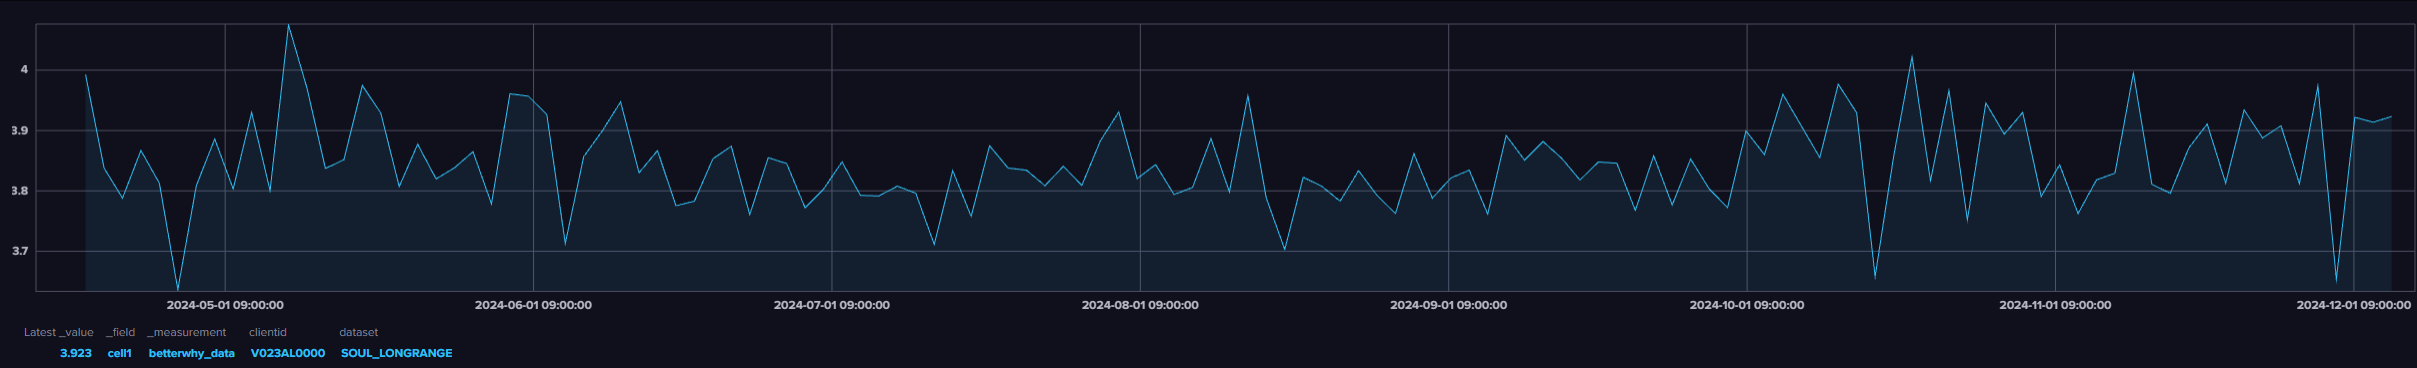 4
3.9
3.8
3.7
2024-05-01 09:00:00 2024-06-01 09:00:00 2024-07-01 09:00:00 2024-08-01 09:00:00 2024-09-01 09:00:00 2024-10-01 09:00:00 2024-11-01 09:00:00 2024-12-01 09:00:00
Latest _value _field _measurement clientid dataset
3.923 cell1 betterwhy_data V023AL0000 SOUL_LONGRANGE